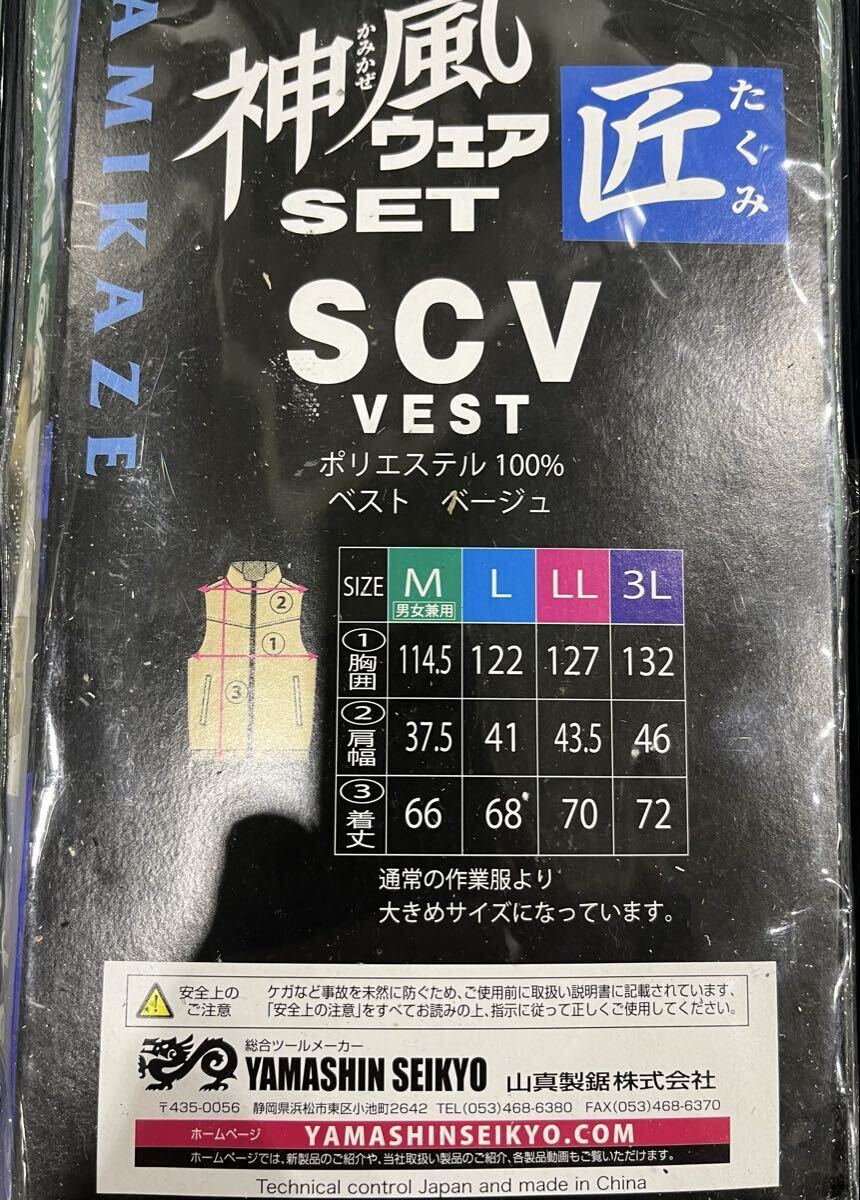 AMIKAZE
神風
かみかぜ
ウェア
SET
匠
たくみ
SCV
VEST
ポリエステル 100%
ベスト　ベージュ
SIZE M 男女兼用 L LL 3L
① 胸囲 114.5 122 127 132
② 肩幅 37.5 41 43.5 46
③ 着丈 66 68 70 72
②
①
③
通常の作業服より
大きめサイズになっています。
安全上の
ご注意
ケガなど事故を未然に防ぐため、ご使用前に取扱い説明書に記載されています、
「安全上の注意」をすべてお読みの上、指示に従って正しくご使用してください。
総合ツールメーカー
YAMASHIN SEIKYO 山真製鋸株式会社
〒435-0056 静岡県浜松市東区小池町2642 TEL(053)468-6380 FAX(053)468-6370
ホームページ YAMASHINSEIKYO.COM
ホームページでは、新製品のご紹介や、当社取扱い製品のご紹介、各製品動画もご覧いただけます。
Technical control Japan and made in China